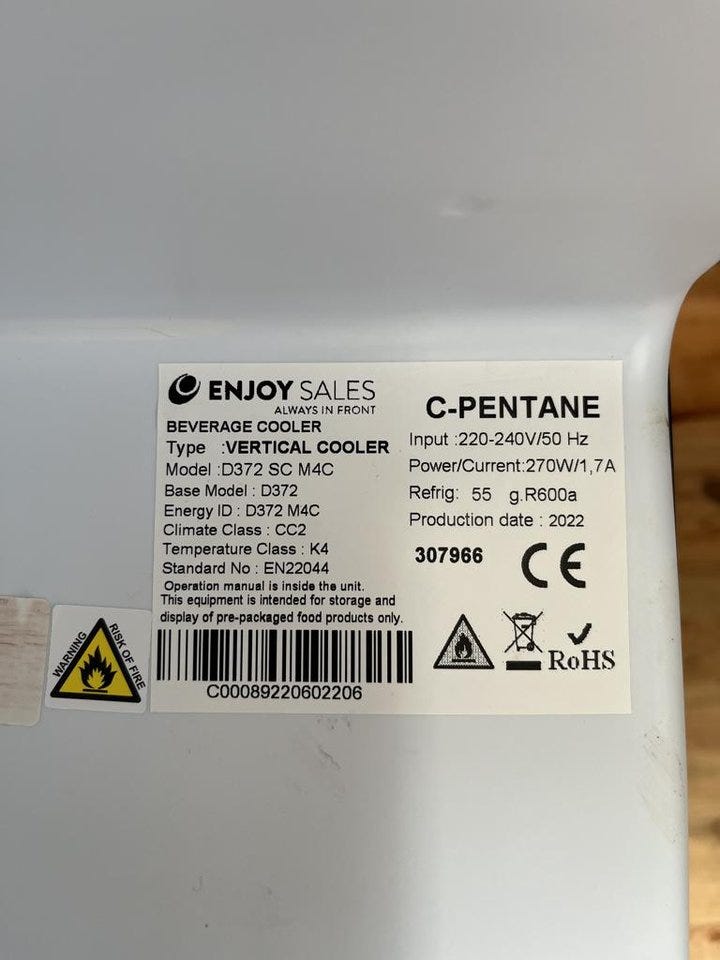 ENJOY SALES
ALWAYS IN FRONT
BEVERAGE COOLER
Type :VERTICAL COOLER
Model :D372 SC M4C
Base Model : D372
Energy ID : D372 M4C
Climate Class : CC2
Temperature Class : K4
Standard No : EN22044
Operation manual is inside the unit.
This equipment is intended for storage and
display of pre-packaged food products only.
C00089220602206
C-PENTANE
Input :220-240V/50 Hz
Power/Current:270W/1,7A
Refrig: 55 g.R600a
Production date : 2022
307966
CE
RoHS
WARNING
RISK OF FIRE